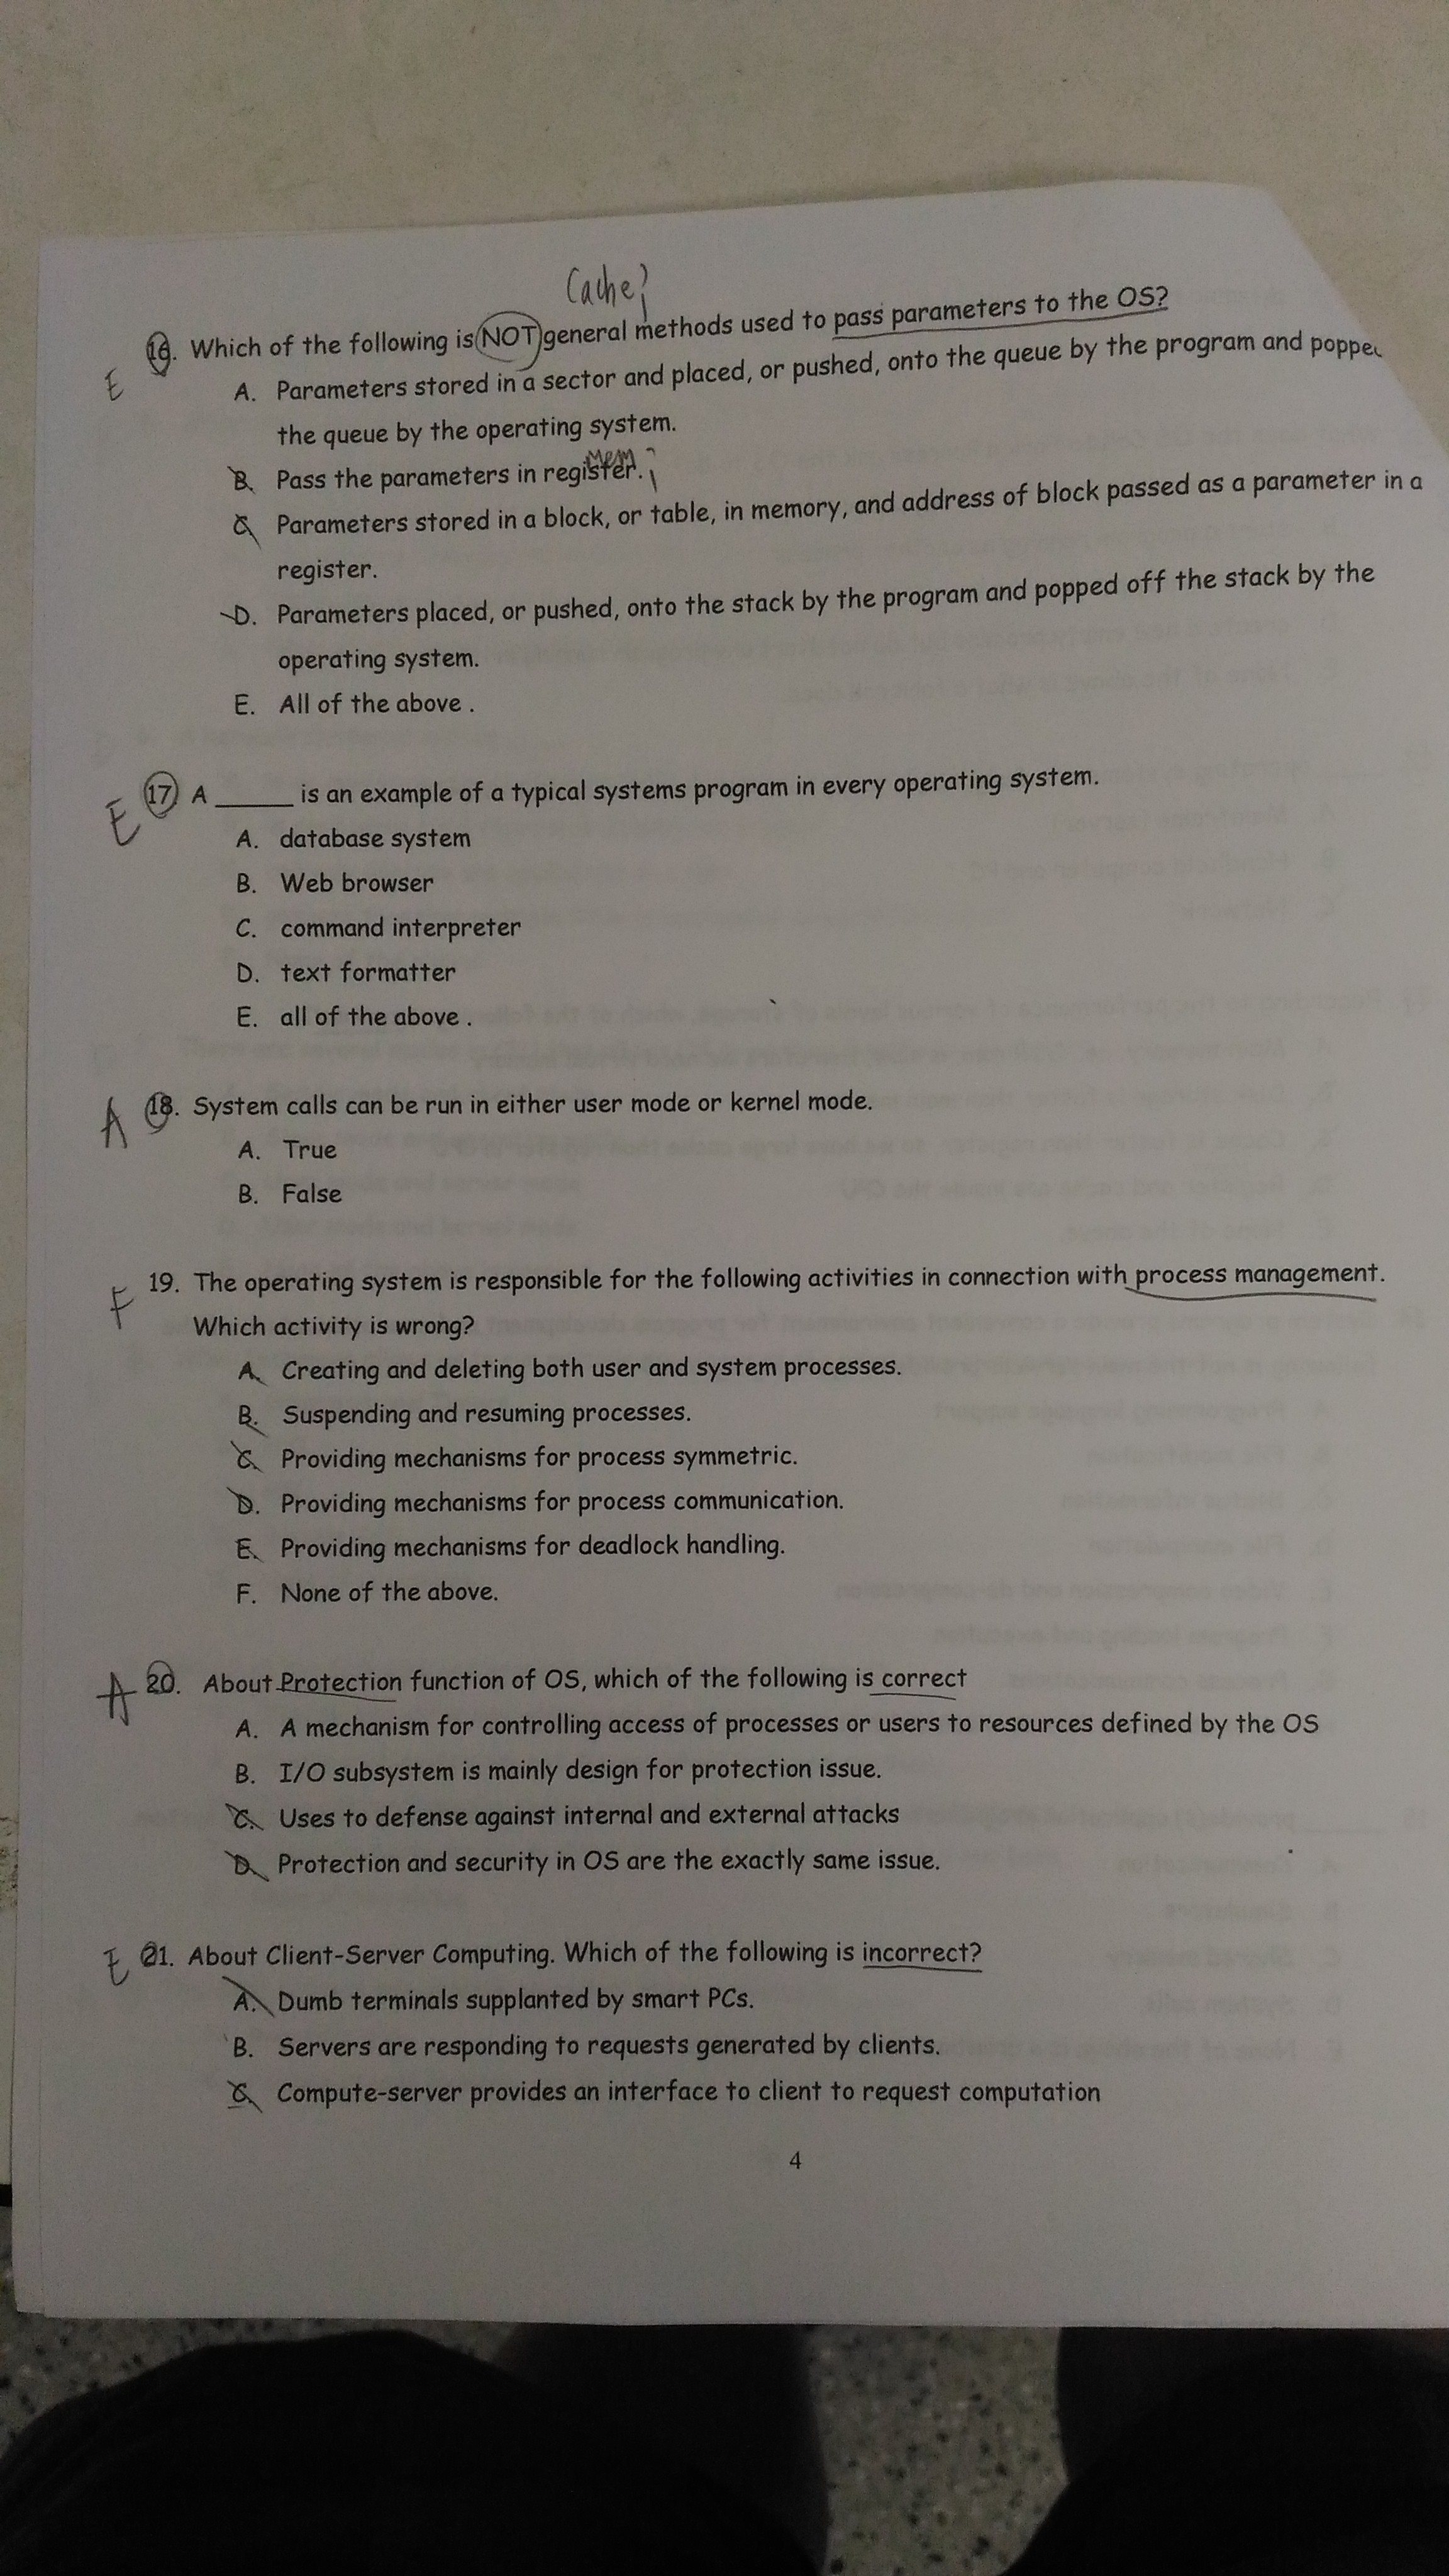 Cache?
16. Which of the following is NOT general methods used to pass parameters to the OS?
E
A. Parameters stored in a sector and placed, or pushed, onto the queue by the program and popped
the queue by the operating system.
mem?
B. Pass the parameters in register.
C. Parameters stored in a block, or table, in memory, and address of block passed as a parameter in a
register.
D. Parameters placed, or pushed, onto the stack by the program and popped off the stack by the
operating system.
E. All of the above .
E 17. A ______ is an example of a typical systems program in every operating system.
A. database system
B. Web browser
C. command interpreter
D. text formatter
E. all of the above .
A 18. System calls can be run in either user mode or kernel mode.
A. True
B. False
F 19. The operating system is responsible for the following activities in connection with process management.
Which activity is wrong?
A. Creating and deleting both user and system processes.
B. Suspending and resuming processes.
C. Providing mechanisms for process symmetric.
D. Providing mechanisms for process communication.
E. Providing mechanisms for deadlock handling.
F. None of the above.
A 20. About Protection function of OS, which of the following is correct
A. A mechanism for controlling access of processes or users to resources defined by the OS
B. I/O subsystem is mainly design for protection issue.
C. Uses to defense against internal and external attacks
D. Protection and security in OS are the exactly same issue.
E 21. About Client-Server Computing. Which of the following is incorrect?
A. Dumb terminals supplanted by smart PCs.
B. Servers are responding to requests generated by clients.
C. Compute-server provides an interface to client to request computation
4